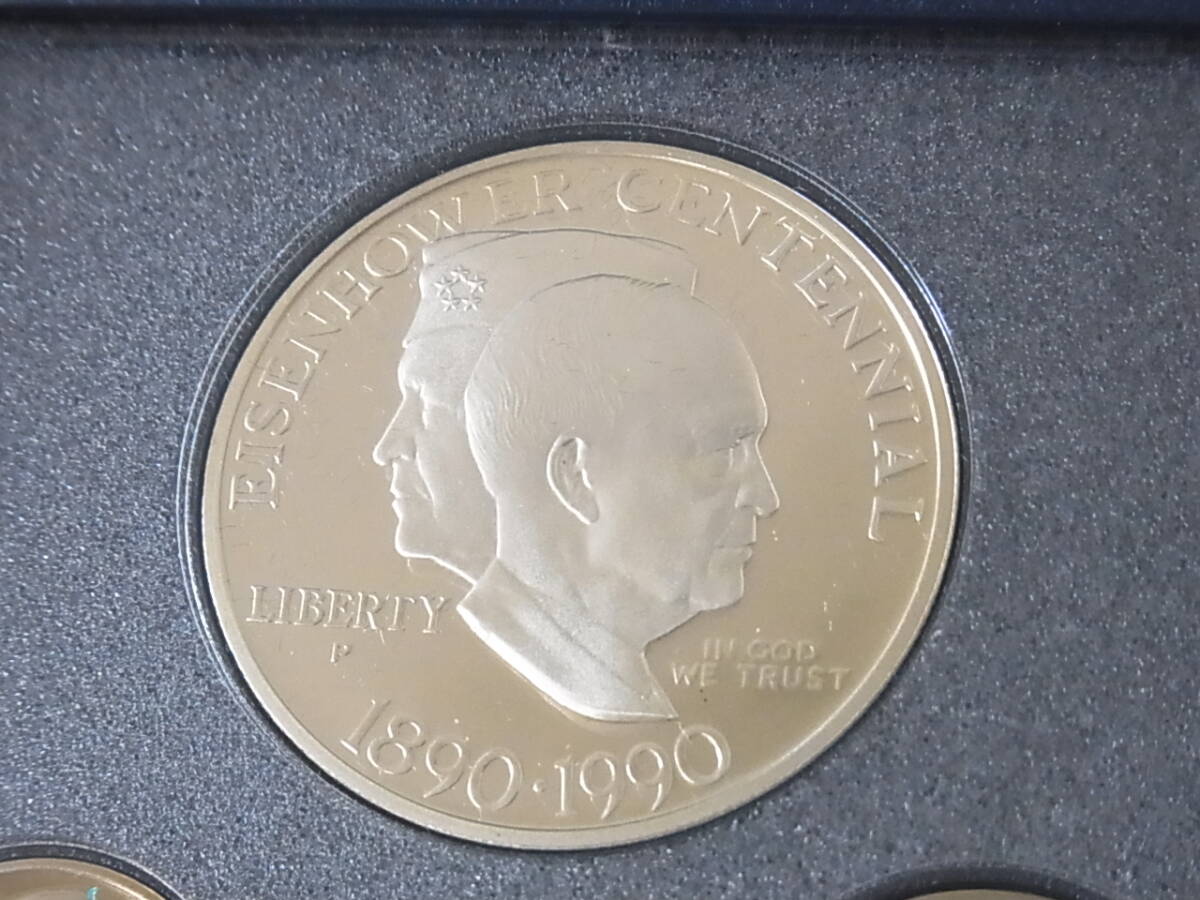 EISENHOWER CENTENNIAL
LIBERTY
P
IN GOD
WE TRUST
1890·1990